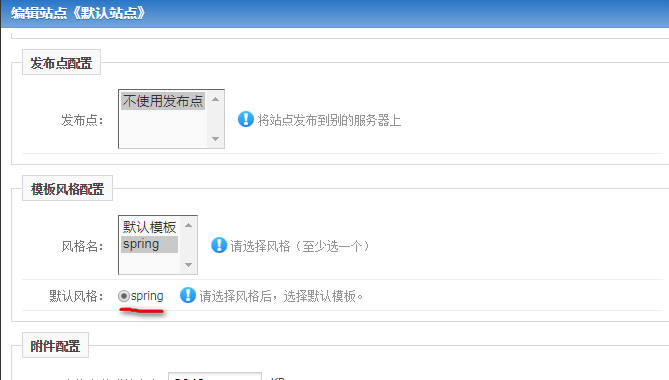 编辑站点《默认站点》
发布点配置
发布点：
不使用发布点
将站点发布到别的服务器上
模板风格配置
风格名：
默认模板
spring
请选择风格（至少选一个）
默认风格：
spring
请选择风格后，选择默认模板。
附件配置